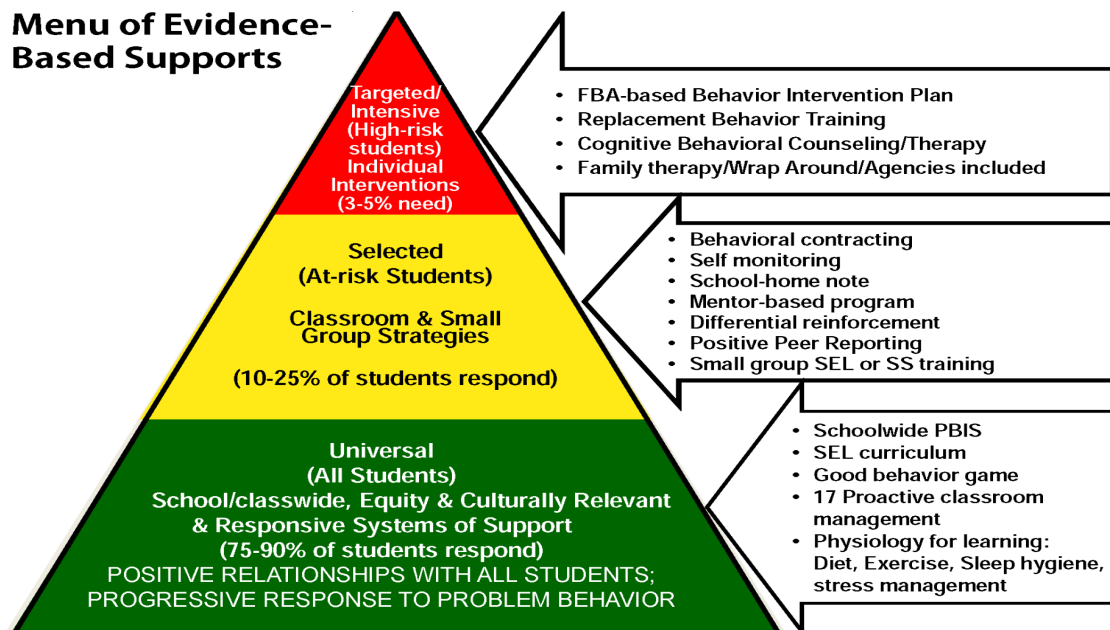 Menu of Evidence-
Based Supports
Targeted/
Intensive
(High-risk
students)
Individual
Interventions
(3-5% need)
• FBA-based Behavior Intervention Plan
• Replacement Behavior Training
• Cognitive Behavioral Counseling/Therapy
• Family therapy/Wrap Around/Agencies included
Selected
(At-risk Students)
Classroom & Small
Group Strategies
(10-25% of students respond)
• Behavioral contracting
• Self monitoring
• School-home note
• Mentor-based program
• Differential reinforcement
• Positive Peer Reporting
• Small group SEL or SS training
Universal
(All Students)
School/classwide, Equity & Culturally Relevant
& Responsive Systems of Support
(75-90% of students respond)
POSITIVE RELATIONSHIPS WITH ALL STUDENTS;
PROGRESSIVE RESPONSE TO PROBLEM BEHAVIOR
• Schoolwide PBIS
• SEL curriculum
• Good behavior game
• 17 Proactive classroom
management
• Physiology for learning:
Diet, Exercise, Sleep hygiene,
stress management